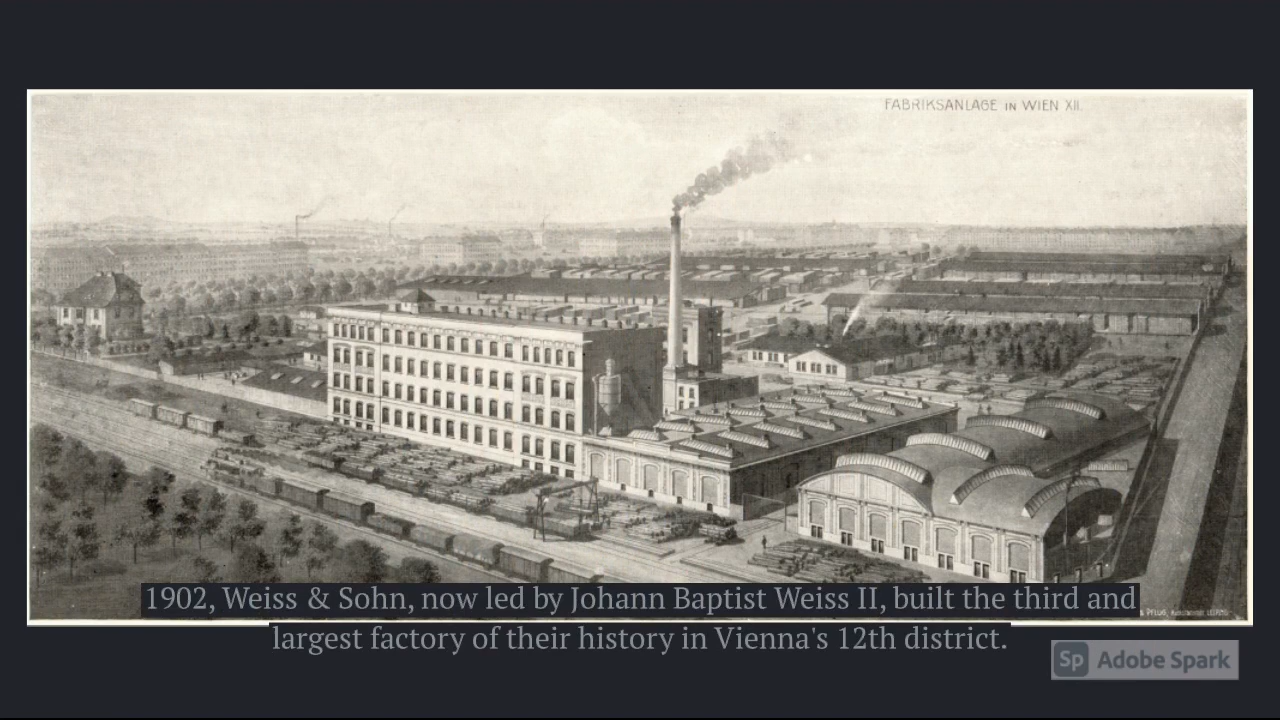 FABRIKSANLAGE IN WIEN XII.
1902, Weiss & Sohn, now led by Johann Baptist Weiss II, built the third and
largest factory of their history in Vienna's 12th district.
Sp Adobe Spark